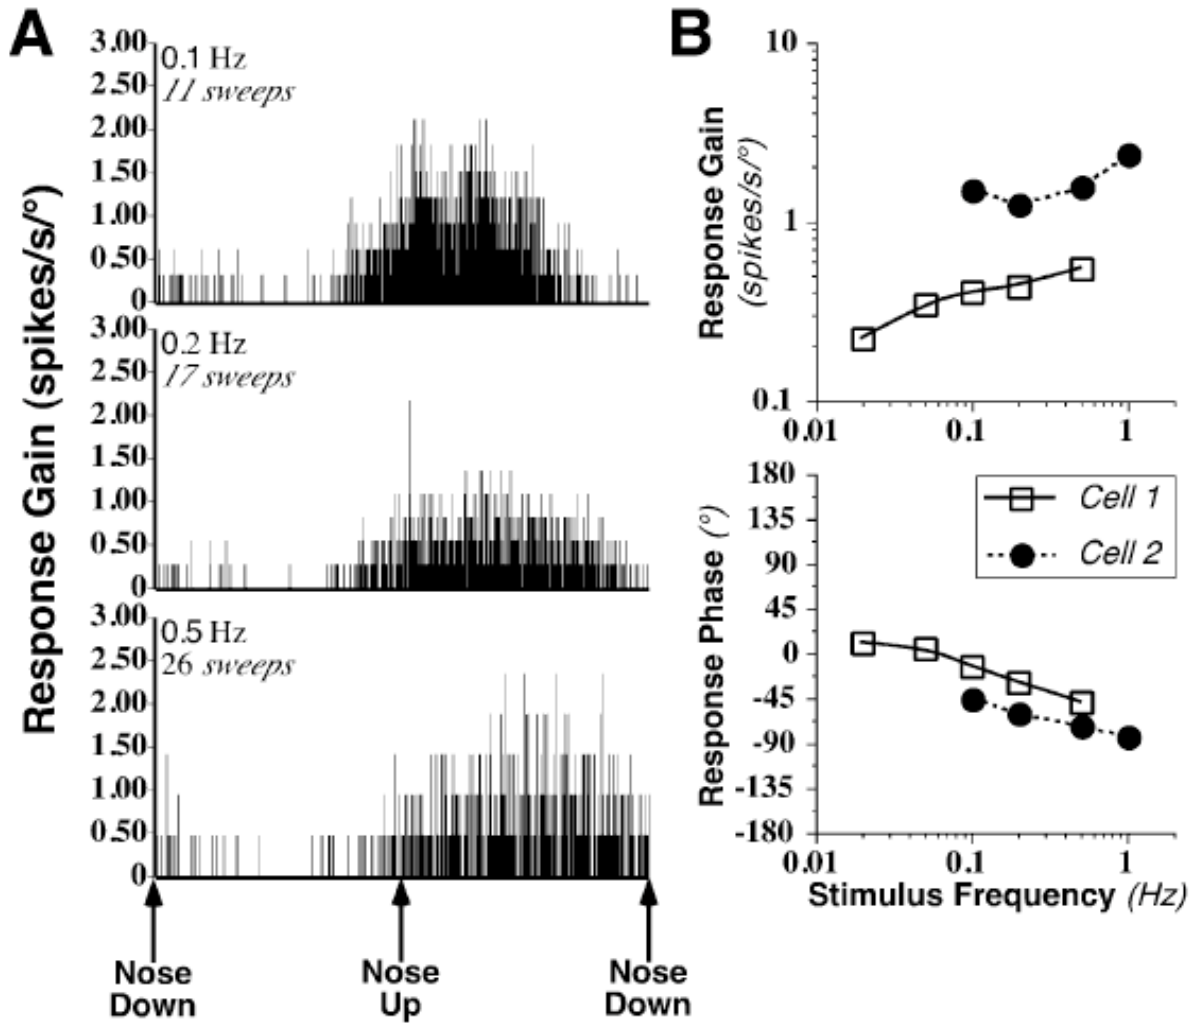 A
Response Gain (spikes/s/°)
3.00
2.50
2.00
1.50
1.00
0.50
0
0.1 Hz
11 sweeps
3.00
2.50
2.00
1.50
1.00
0.50
0
0.2 Hz
17 sweeps
3.00
2.50
2.00
1.50
1.00
0.50
0
0.5 Hz
26 sweeps
Nose
Down
Nose
Up
Nose
Down
B
Response Gain
(spikes/s/°)
10
1
0.1
0.01
0.1
1
Response Phase (°)
180
135
90
45
0
-45
-90
-135
-180
Cell 1
Cell 2
0.01
0.1
1
Stimulus Frequency (Hz)